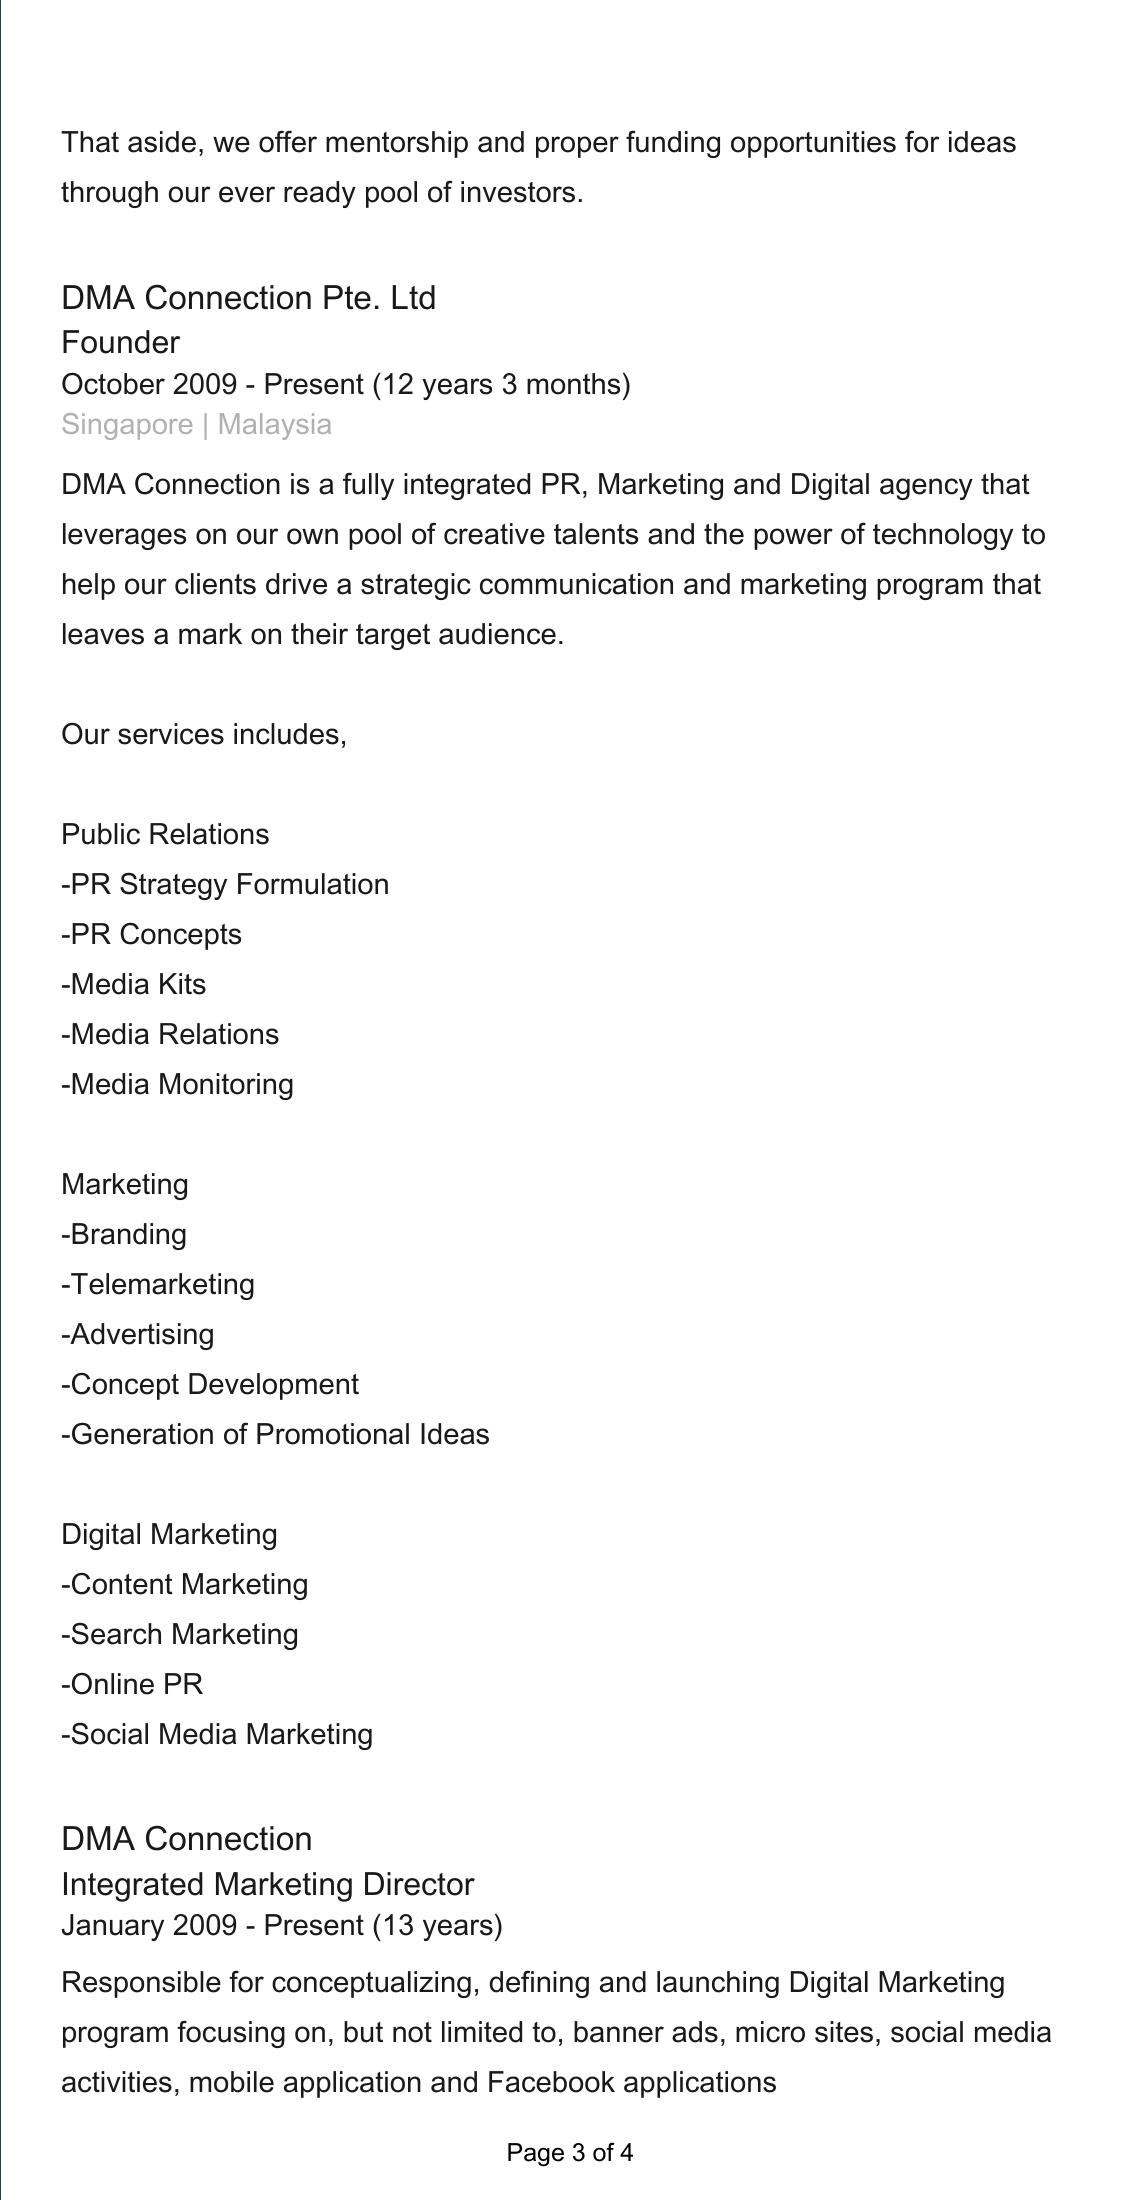 That aside, we offer mentorship and proper funding opportunities for ideas
through our ever ready pool of investors.
DMA Connection Pte. Ltd
Founder
October 2009 - Present (12 years 3 months)
Singapore | Malaysia
DMA Connection is a fully integrated PR, Marketing and Digital agency that
leverages on our own pool of creative talents and the power of technology to
help our clients drive a strategic communication and marketing program that
leaves a mark on their target audience.
Our services includes,
Public Relations
-PR Strategy Formulation
-PR Concepts
-Media Kits
-Media Relations
-Media Monitoring
Marketing
-Branding
-Telemarketing
-Advertising
-Concept Development
-Generation of Promotional Ideas
Digital Marketing
-Content Marketing
-Search Marketing
-Online PR
-Social Media Marketing
DMA Connection
Integrated Marketing Director
January 2009 - Present (13 years)
Responsible for conceptualizing, defining and launching Digital Marketing
program focusing on, but not limited to, banner ads, micro sites, social media
activities, mobile application and Facebook applications
Page 3 of 4